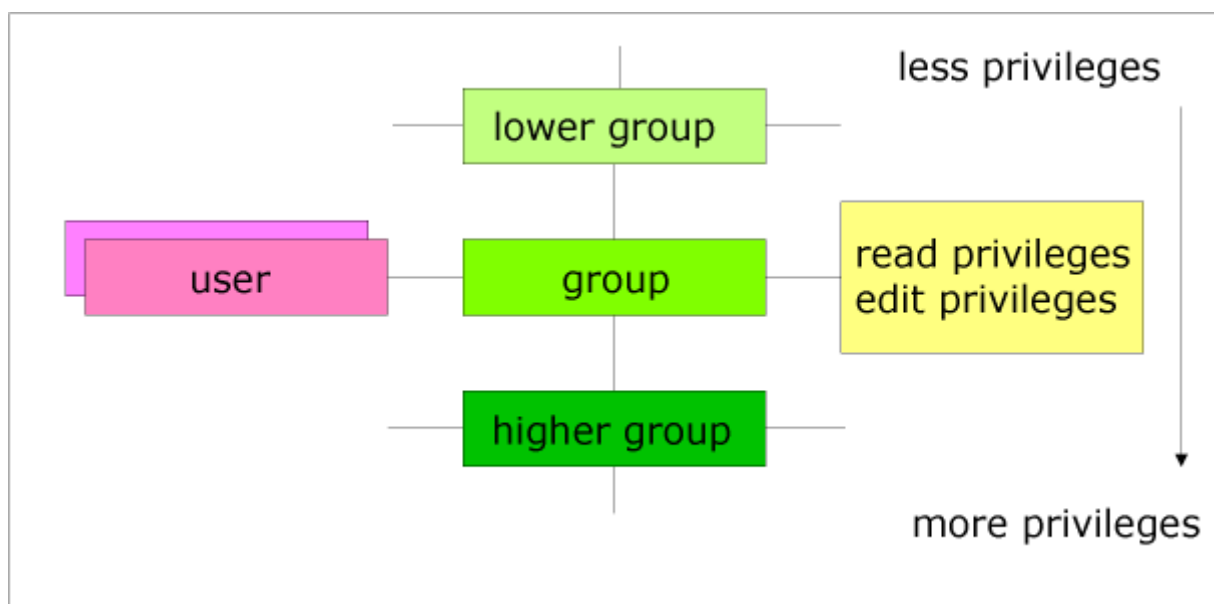 less privileges
lower group
user
group
read privileges
edit privileges
higher group
more privileges